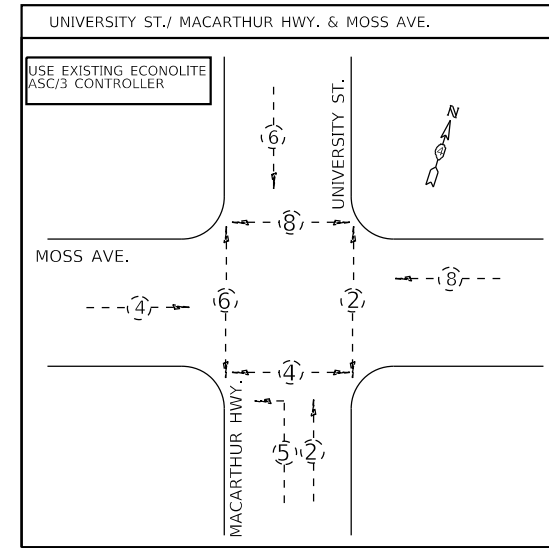 UNIVERSITY ST./ MACARTHUR HWY. & MOSS AVE.
USE EXISTING ECONOLITE
ASC/3 CONTROLLER
UNIVERSITY ST.
N
4
6
8
MOSS AVE.
4
6
2
8
4
MACARTHUR HWY.
5
2